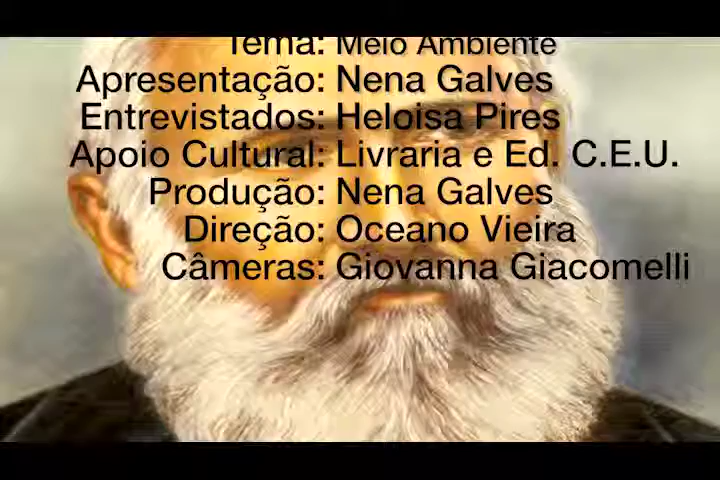 Tema: Meio Ambiente
Apresentação: Nena Galves
Entrevistados: Heloisa Pires
Apoio Cultural: Livraria e Ed. C.E.U.
Produção: Nena Galves
Direção: Oceano Vieira
Câmeras: Giovanna Giacomelli